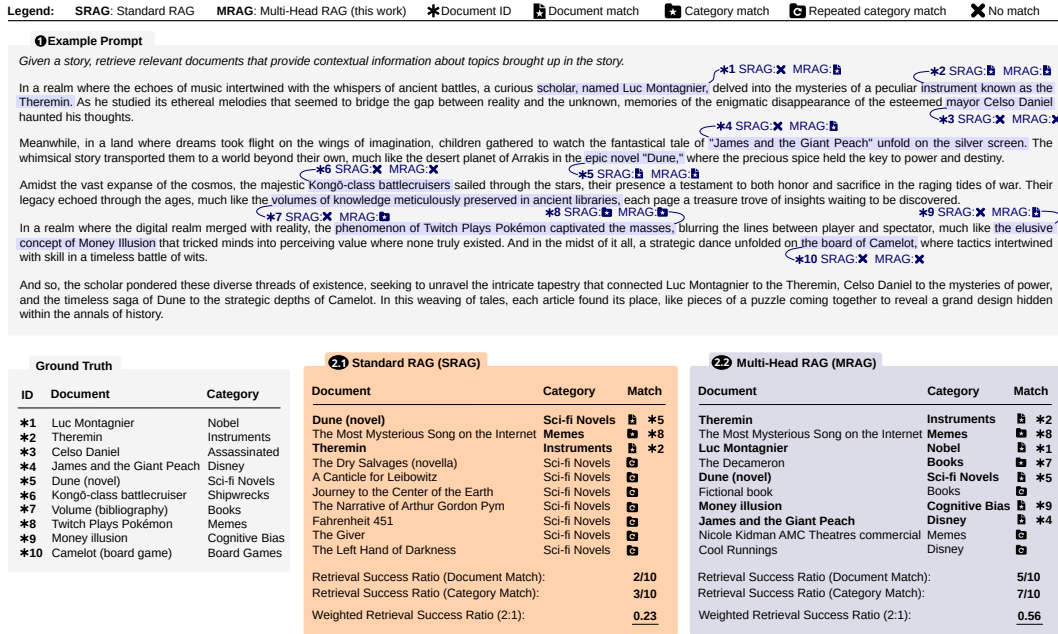 Legend: SRAG: Standard RAG MRAG: Multi-Head RAG (this work) ∗Document ID Document match Category match Repeated category match No match
1 Example Prompt
Given a story, retrieve relevant documents that provide contextual information about topics brought up in the story.
∗1 SRAG: MRAG: ∗2 SRAG: MRAG:
In a realm where the echoes of music intertwined with the whispers of ancient battles, a curious scholar, named Luc Montagnier, delved into the mysteries of a peculiar instrument known as the
Theremin. As he studied its ethereal melodies that seemed to bridge the gap between reality and the unknown, memories of the enigmatic disappearance of the esteemed mayor Celso Daniel
haunted his thoughts. ∗3 SRAG: MRAG:
∗4 SRAG: MRAG:
Meanwhile, in a land where dreams took flight on the wings of imagination, children gathered to watch the fantastical tale of "James and the Giant Peach" unfold on the silver screen. The
whimsical story transported them to a world beyond their own, much like the desert planet of Arrakis in the epic novel "Dune," where the precious spice held the key to power and destiny.
∗6 SRAG: MRAG: ∗5 SRAG: MRAG:
Amidst the vast expanse of the cosmos, the majestic Kongō-class battlecruisers sailed through the stars, their presence a testament to both honor and sacrifice in the raging tides of war. Their
legacy echoed through the ages, much like the volumes of knowledge meticulously preserved in ancient libraries, each page a treasure trove of insights waiting to be discovered.
∗7 SRAG: MRAG: ∗8 SRAG: MRAG: ∗9 SRAG: MRAG:
In a realm where the digital realm merged with reality, the phenomenon of Twitch Plays Pokémon captivated the masses, blurring the lines between player and spectator, much like the elusive
concept of Money Illusion that tricked minds into perceiving value where none truly existed. And in the midst of it all, a strategic dance unfolded on the board of Camelot, where tactics intertwined
with skill in a timeless battle of wits. ∗10 SRAG: MRAG:
And so, the scholar pondered these diverse threads of existence, seeking to unravel the intricate tapestry that connected Luc Montagnier to the Theremin, Celso Daniel to the mysteries of power,
and the timeless saga of Dune to the strategic depths of Camelot. In this weaving of tales, each article found its place, like pieces of a puzzle coming together to reveal a grand design hidden
within the annals of history.
Ground Truth
ID Document Category
∗1 Luc Montagnier Nobel
∗2 Theremin Instruments
∗3 Celso Daniel Assassinated
∗4 James and the Giant Peach Disney
∗5 Dune (novel) Sci-fi Novels
∗6 Kongō-class battlecruiser Shipwrecks
∗7 Volume (bibliography) Books
∗8 Twitch Plays Pokémon Memes
∗9 Money illusion Cognitive Bias
∗10 Camelot (board game) Board Games
2.1 Standard RAG (SRAG)
Document Category Match
Dune (novel) Sci-fi Novels ∗5
The Most Mysterious Song on the Internet Memes ∗8
Theremin Instruments ∗2
The Dry Salvages (novella) Sci-fi Novels
A Canticle for Leibowitz Sci-fi Novels
Journey to the Center of the Earth Sci-fi Novels
The Narrative of Arthur Gordon Pym Sci-fi Novels
Fahrenheit 451 Sci-fi Novels
The Giver Sci-fi Novels
The Left Hand of Darkness Sci-fi Novels
Retrieval Success Ratio (Document Match): 2/10
Retrieval Success Ratio (Category Match): 3/10
Weighted Retrieval Success Ratio (2:1): 0.23
2.2 Multi-Head RAG (MRAG)
Document Category Match
Theremin Instruments ∗2
The Most Mysterious Song on the Internet Memes ∗8
Luc Montagnier Nobel ∗1
The Decameron Books ∗7
Dune (novel) Sci-fi Novels ∗5
Fictional book Books
Money illusion Cognitive Bias ∗9
James and the Giant Peach Disney ∗4
Nicole Kidman AMC Theatres commercial Memes
Cool Runnings Disney
Retrieval Success Ratio (Document Match): 5/10
Retrieval Success Ratio (Category Match): 7/10
Weighted Retrieval Success Ratio (2:1): 0.56